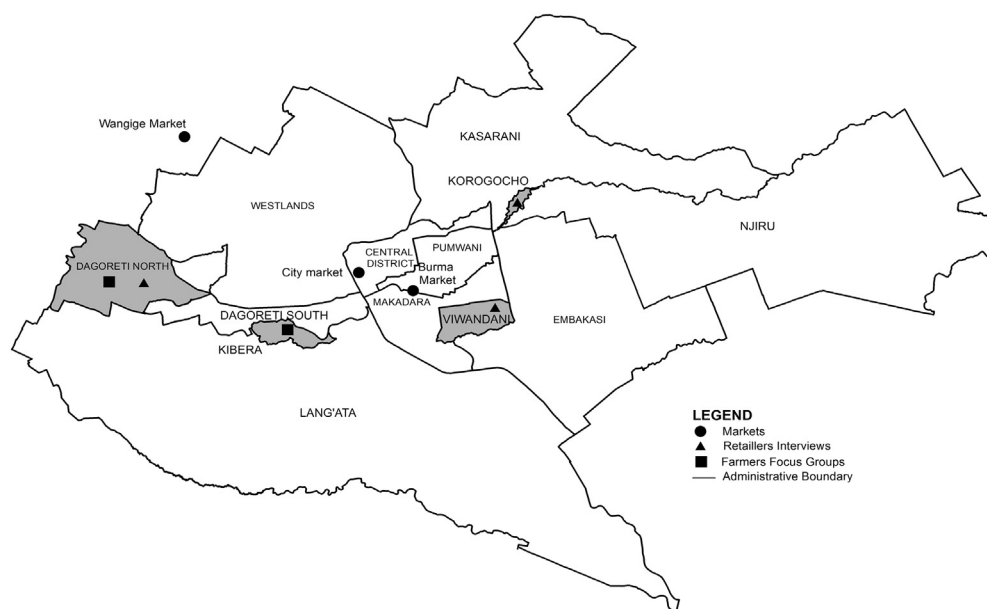 Wangige Market
KASARANI
KOROGOCHO
WESTLANDS
NJIRU
DAGORETI NORTH
City market
CENTRAL
DISTRICT
PUMWANI
Burma
Market
MAKADARA
DAGORETI SOUTH
VIWANDANI
EMBAKASI
KIBERA
LANG'ATA
LEGEND
Markets
Retaillers Interviews
Farmers Focus Groups
Administrative Boundary